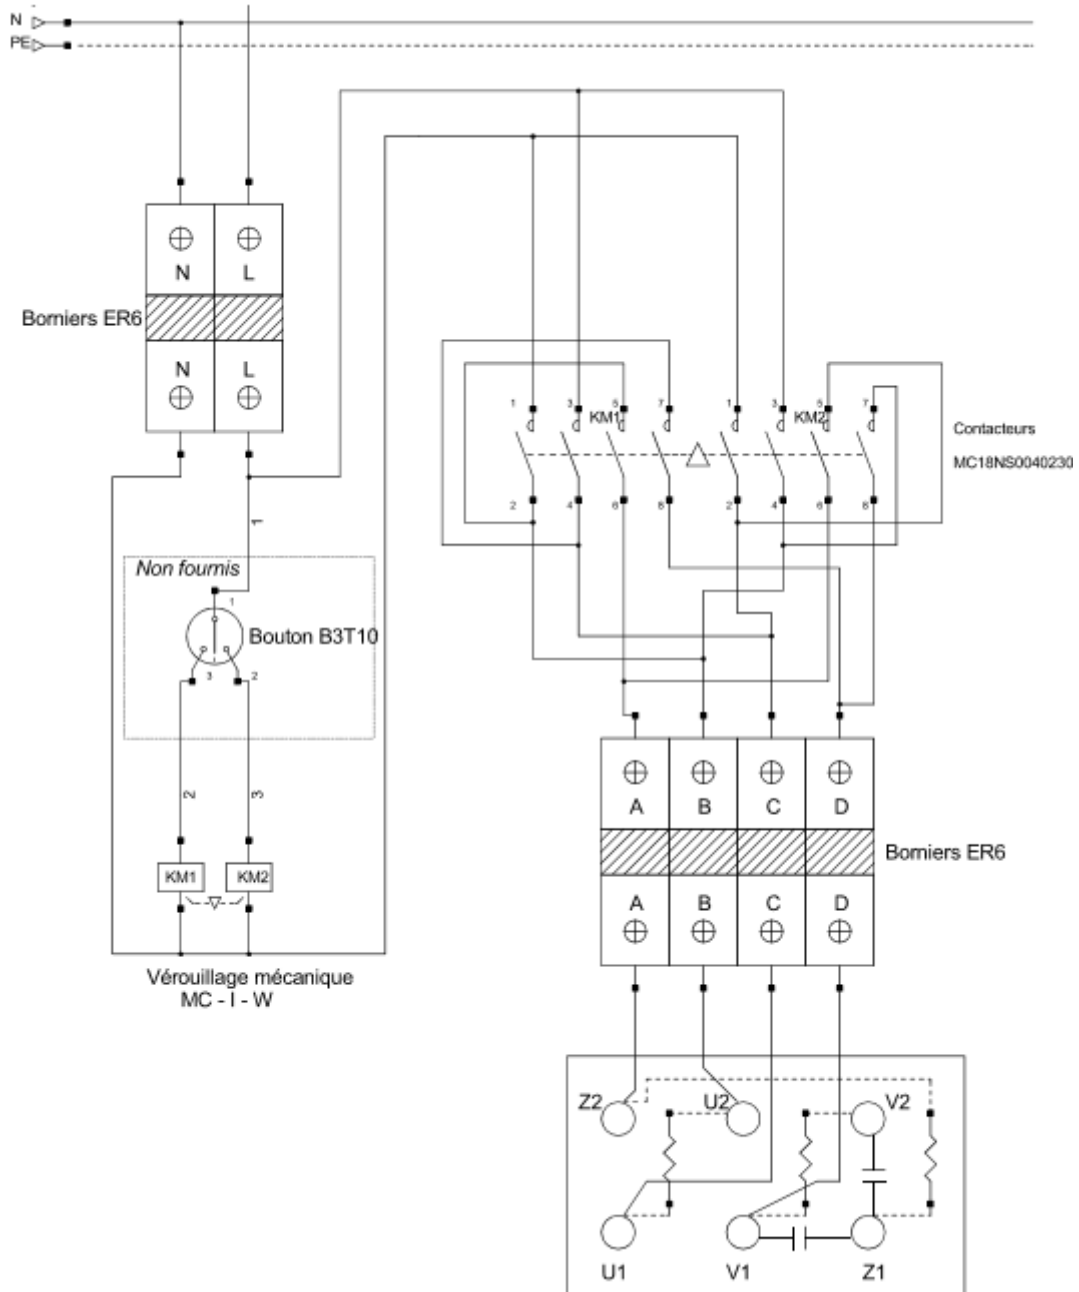 N
PE
N L
Borniers ER6
N L
1 3 5 7 1 3 5 7
KM1 KM2
Contacteurs
MC18NS0040230
2 4 6 8 2 4 6 8
1
Non fournis
1
Bouton B3T10
3 2
2 3
A B C D
Borniers ER6
KM1 KM2
A B C D
Vérouillage mécanique
MC - I - W
Z2 U2 V2
U1 V1 Z1